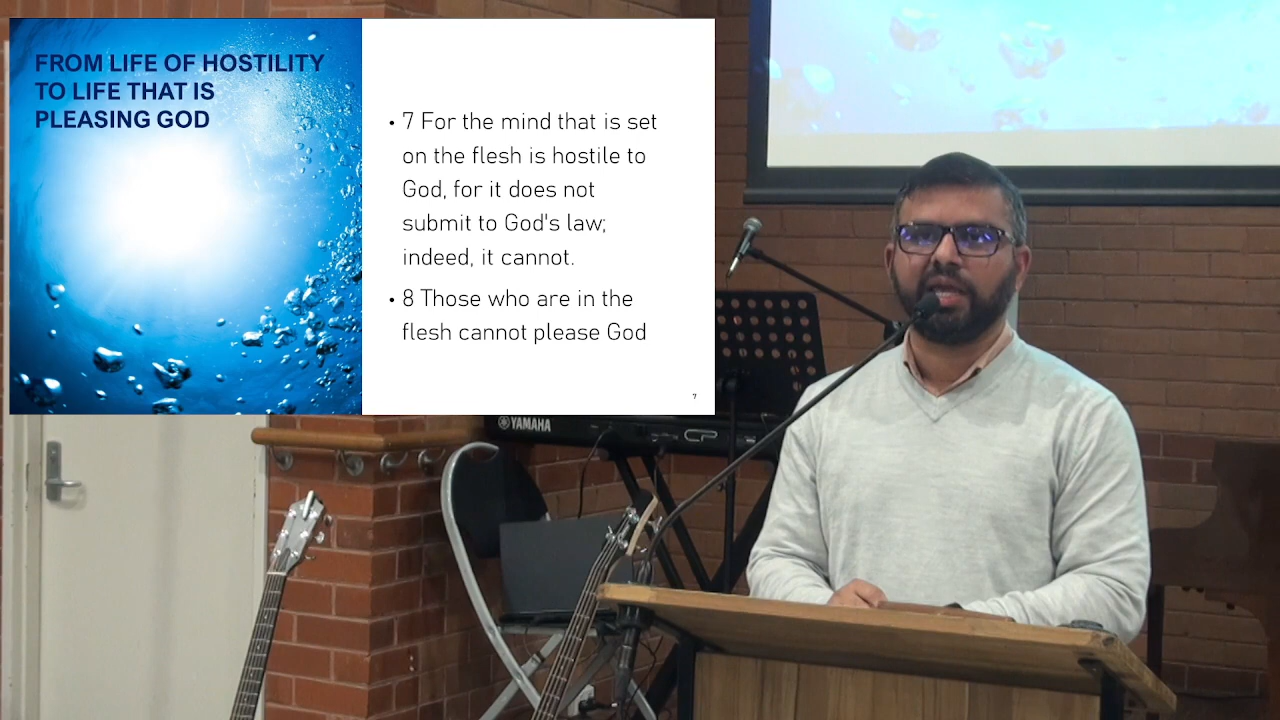 FROM LIFE OF HOSTILITY
TO LIFE THAT IS
PLEASING GOD
• 7 For the mind that is set
on the flesh is hostile to
God, for it does not
submit to God's law;
indeed, it cannot.
• 8 Those who are in the
flesh cannot please God
7
YAMAHA
CP